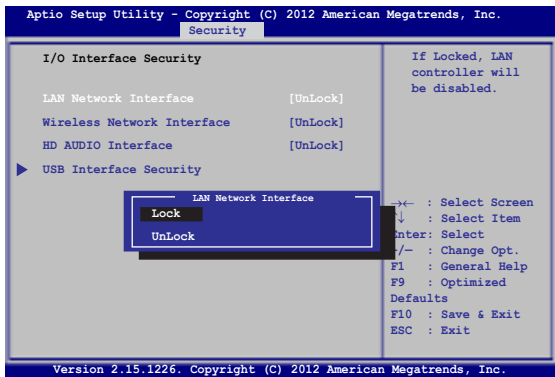 Aptio Setup Utility - Copyright (C) 2012 American Megatrends, Inc.
Security
I/O Interface Security
LAN Network Interface [UnLock]
Wireless Network Interface [UnLock]
HD AUDIO Interface [UnLock]
USB Interface Security
If Locked, LAN
controller will
be disabled.
LAN Network Interface
Lock
UnLock
→← : Select Screen
↑↓ : Select Item
Enter: Select
+/— : Change Opt.
F1 : General Help
F9 : Optimized
Defaults
F10 : Save & Exit
ESC : Exit
Version 2.15.1226. Copyright (C) 2012 American Megatrends, Inc.